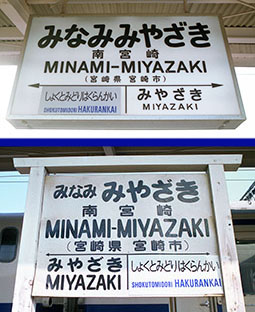 みなみみやざき
南宮崎
MINAMI-MIYAZAKI
(宮崎県 宮崎市)
しょくとみどりはくらんかい みやざき
SHOKUTOMIDORI HAKURANKAI MIYAZAKI
みなみ みやざき
南宮崎
MINAMI-MIYAZAKI
(宮崎県 宮崎市)
みやざき しょくとみどりはくらんかい
MIYAZAKI SHOKUTOMIDORI HAKURANKAI